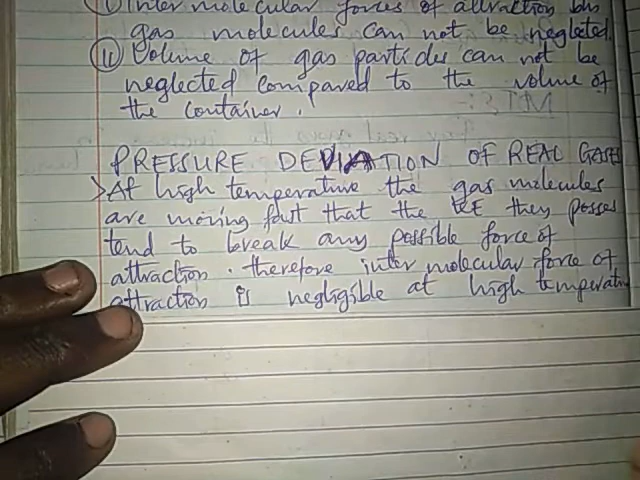 (i) Inter molecular forces of attraction btn
gas molecules can not be neglected.
(ii) Volume of gas particles can not be
neglected compared to the volume of
the container.
PRESSURE DEVIATION OF REAL GASES
> At high temperature the gas molecules
are moving fast that the KE they posses
tend to break any possible force of
attraction. therefore inter molecular force of
attraction is negligible at high temperature